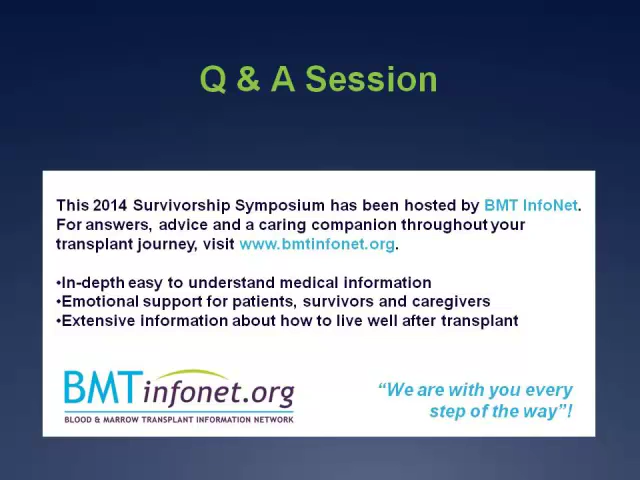 Q & A Session
This 2014 Survivorship Symposium has been hosted by BMT InfoNet.
For answers, advice and a caring companion throughout your
transplant journey, visit www.bmtinfonet.org.
•In-depth easy to understand medical information
•Emotional support for patients, survivors and caregivers
•Extensive information about how to live well after transplant
BMTinfonet.org
BLOOD & MARROW TRANSPLANT INFORMATION NETWORK
“We are with you every
step of the way”!